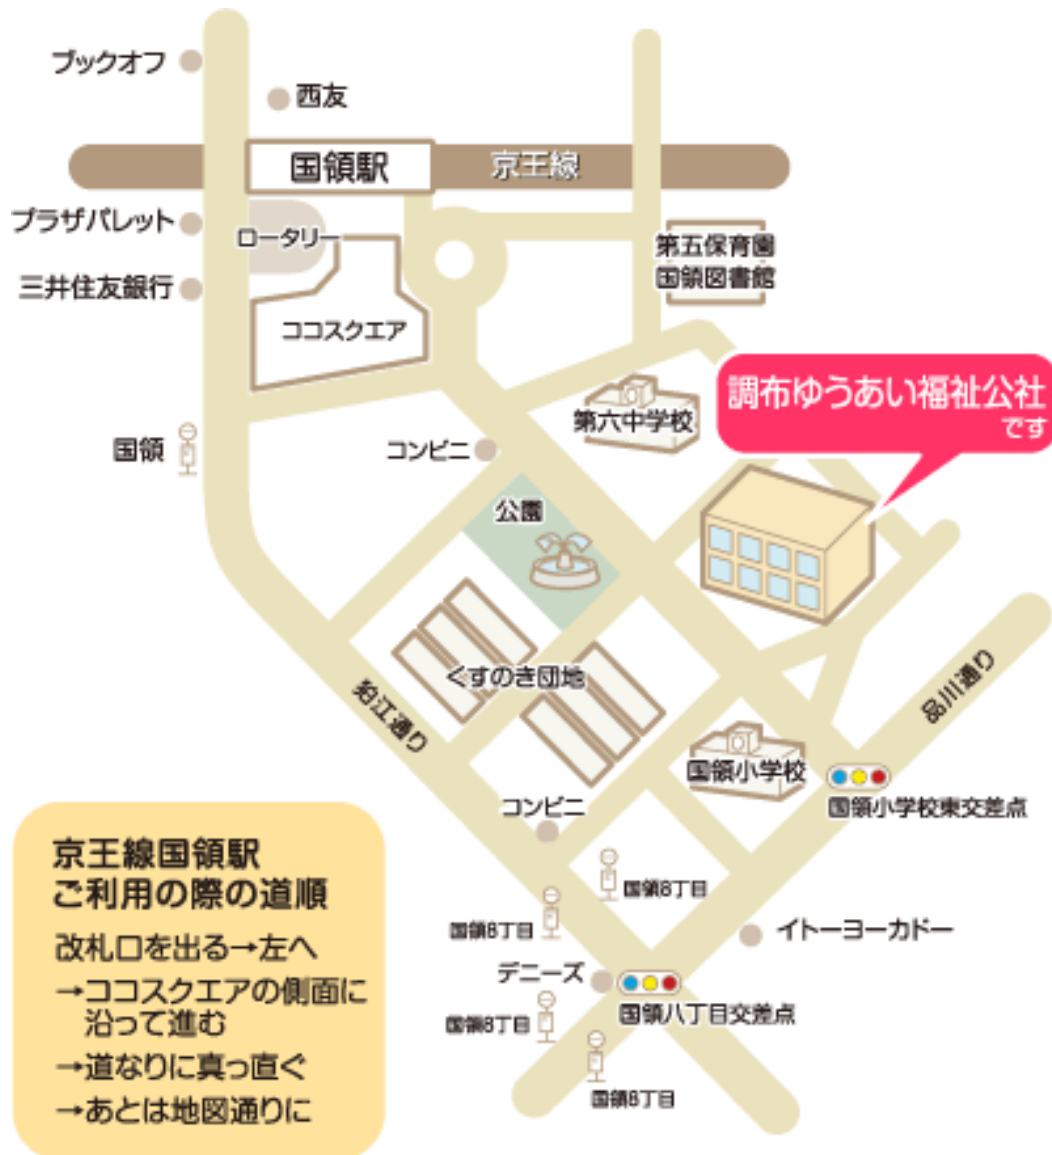 ブックオフ
西友
国領駅
京王線
プラザパレット
ロータリー
第五保育園
国領図書館
三井住友銀行
ココスクエア
調布ゆうあい福祉公社
です
第六中学校
国領
コンビニ
公園
くすのき団地
狛江通り
品川通り
国領小学校
コンビニ
国領小学校東交差点
国領8丁目
国領8丁目
イトーヨーカドー
デニーズ
国領8丁目
国領八丁目交差点
国領8丁目
京王線国領駅
ご利用の際の道順
改札口を出る→左へ
→ココスクエアの側面に
沿って進む
→道なりに真っ直ぐ
→あとは地図通りに